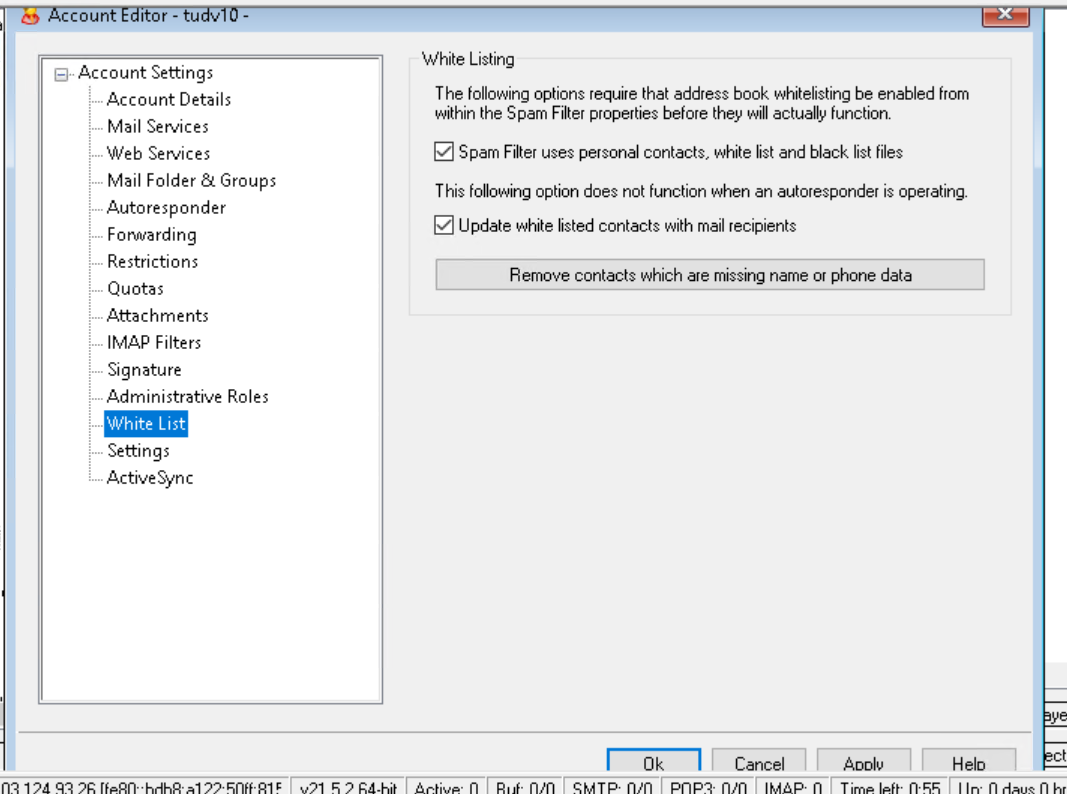 Account Editor - tudv10 -
Account Settings
Account Details
Mail Services
Web Services
Mail Folder & Groups
Autoresponder
Forwarding
Restrictions
Quotas
Attachments
IMAP Filters
Signature
Administrative Roles
White List
Settings
ActiveSync
White Listing
The following options require that address book whitelisting be enabled from
within the Spam Filter properties before they will actually function.
Spam Filter uses personal contacts, white list and black list files
This following option does not function when an autoresponder is operating.
Update white listed contacts with mail recipients
Remove contacts which are missing name or phone data
Ok Cancel Apply Help
03.124.93.26 [fe80::bdb8:a122:50ff:815 v21.5.2 64-bit Active: 0 Buf: 0/0 SMTP: 0/0 POP3: 0/0 IMAP: 0 Time left: 0:55 Up: 0 days 0 hr